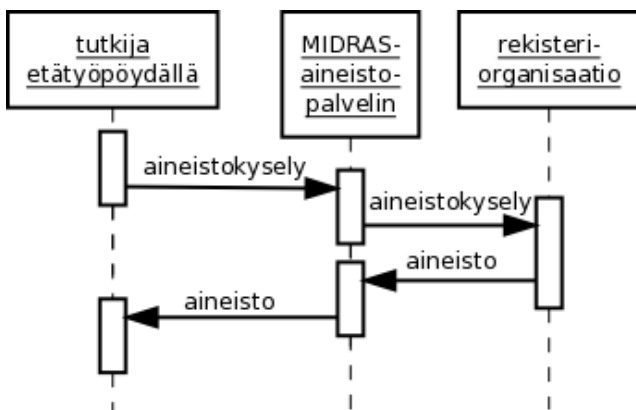 tutkija
etätyöpöydällä
MIDRAS-
aineisto-
palvelin
rekisteri-
organisaatio
aineistokysely
aineistokysely
aineisto
aineisto